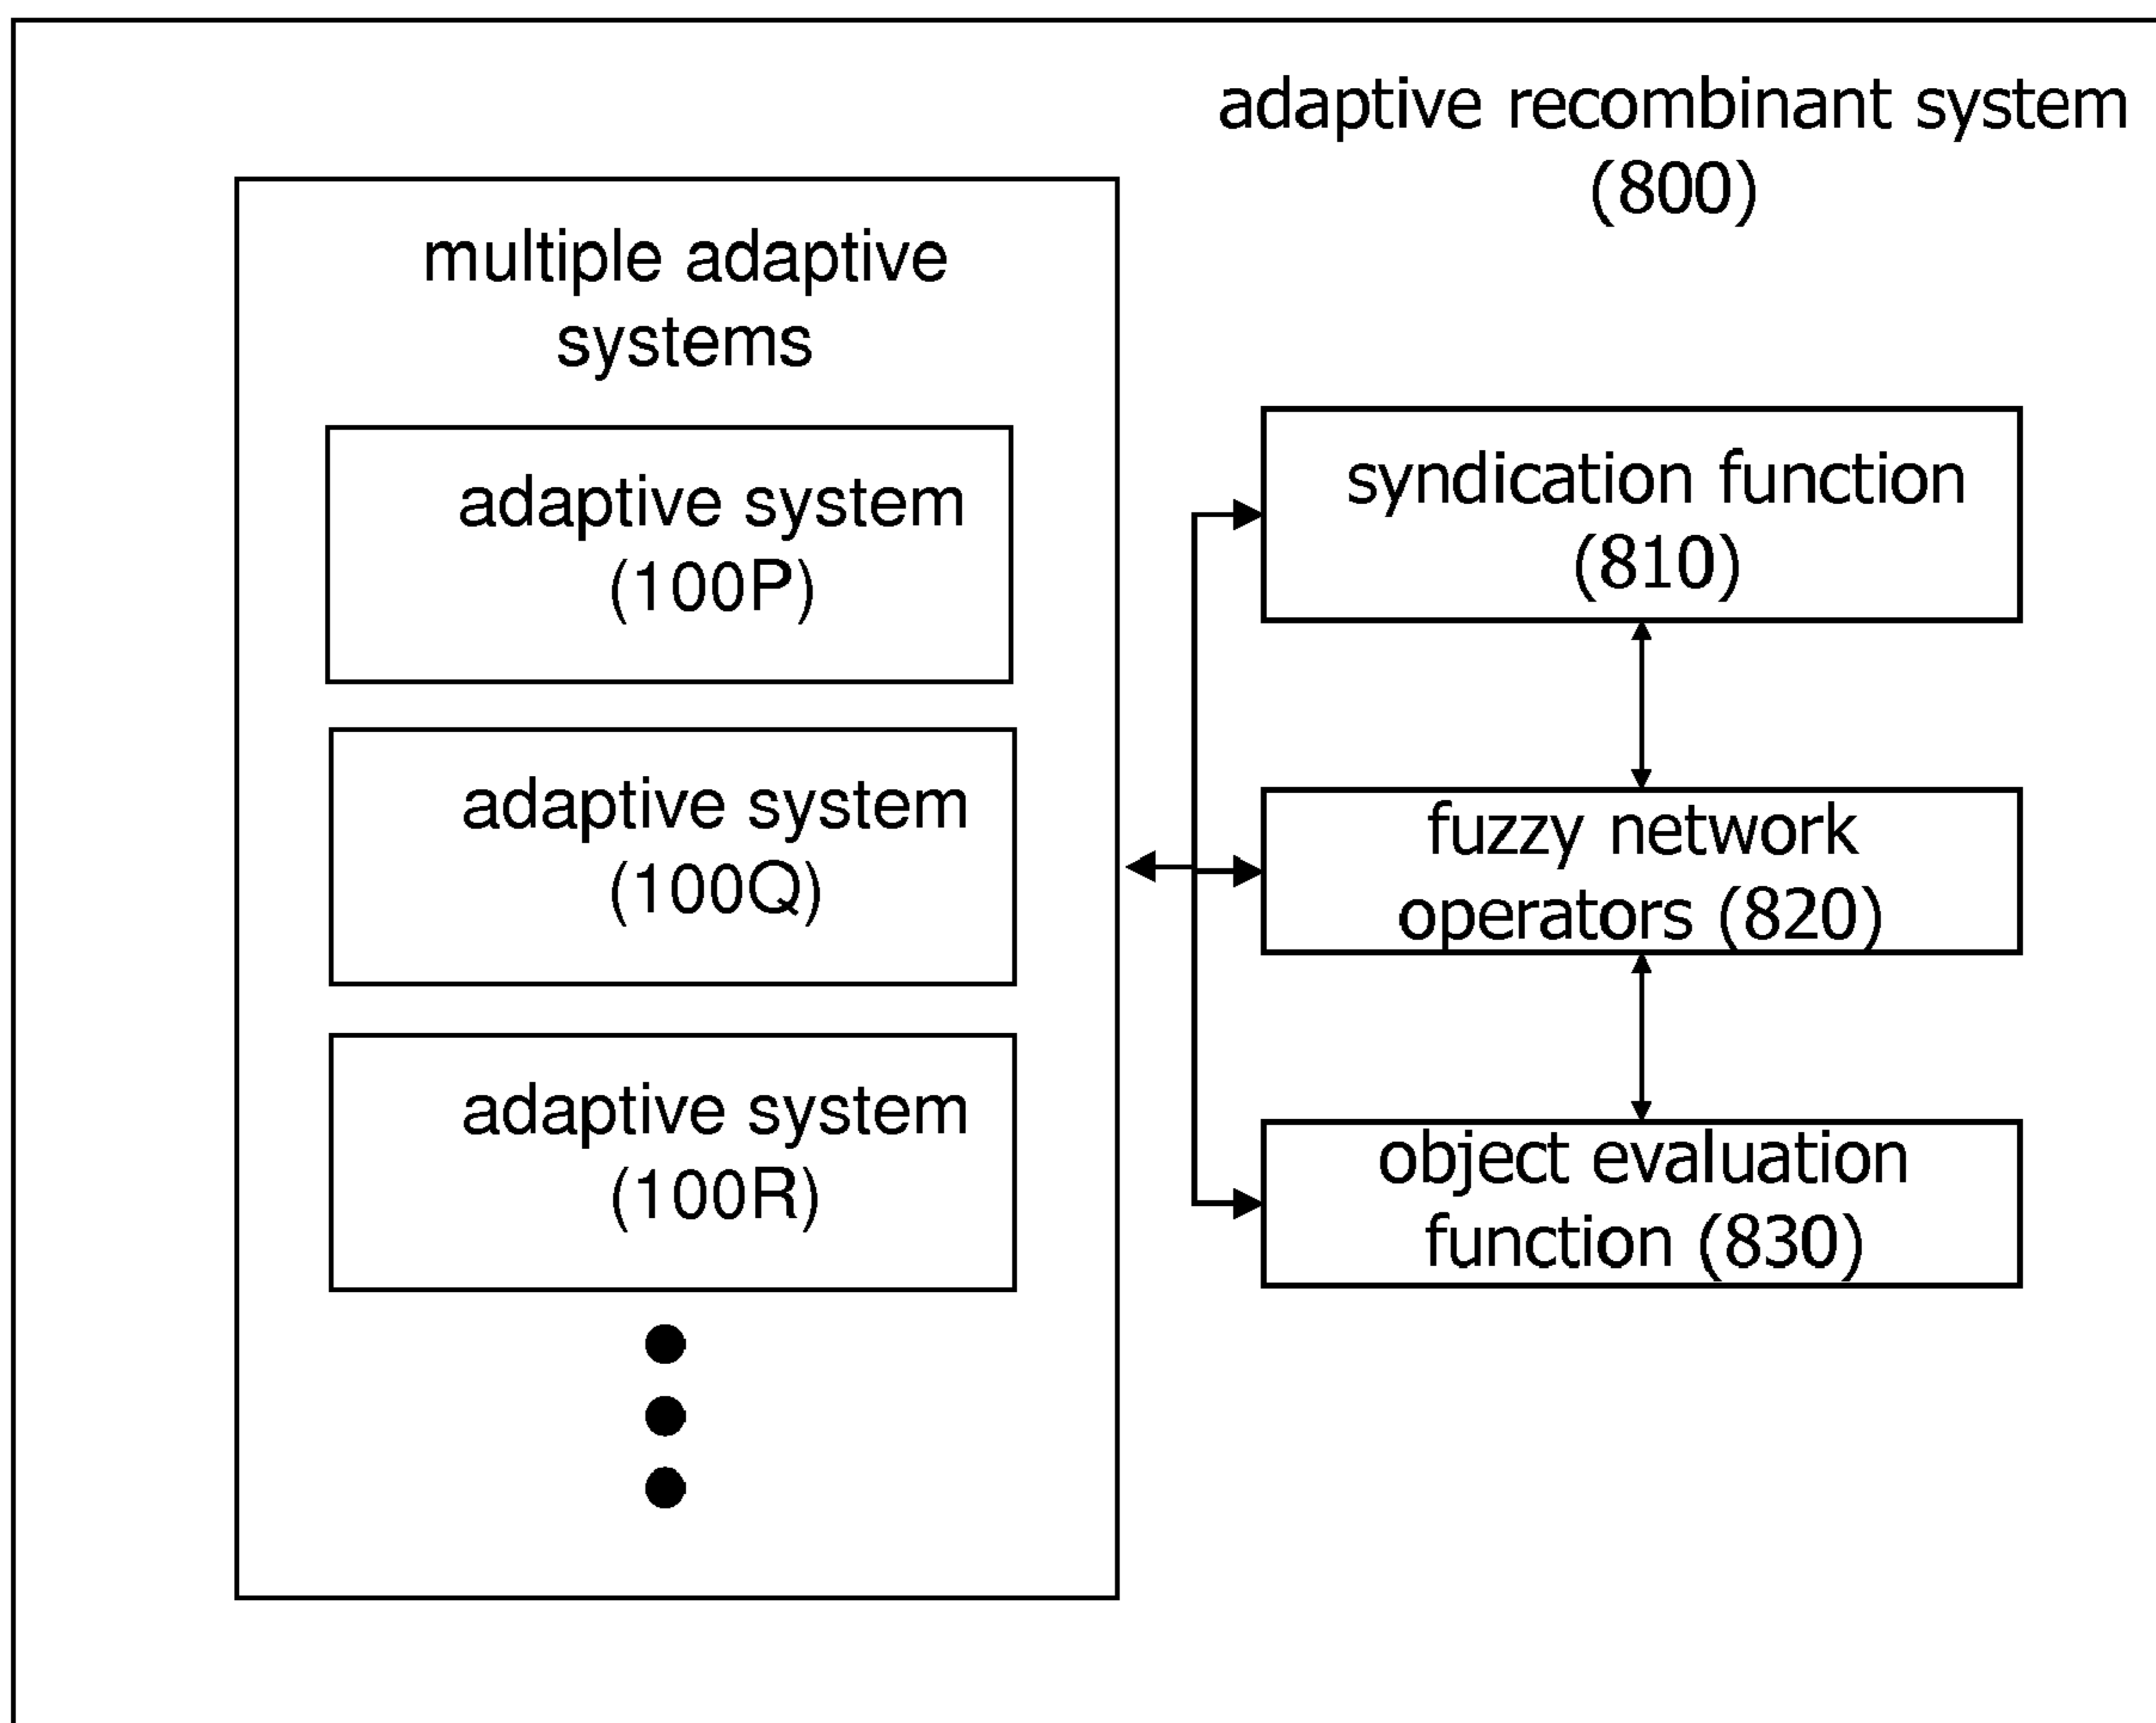 adaptive recombinant system
(800)
multiple adaptive
systems
adaptive system
(100P)
adaptive system
(100Q)
adaptive system
(100R)
syndication function
(810)
fuzzy network
operators (820)
object evaluation
function (830)